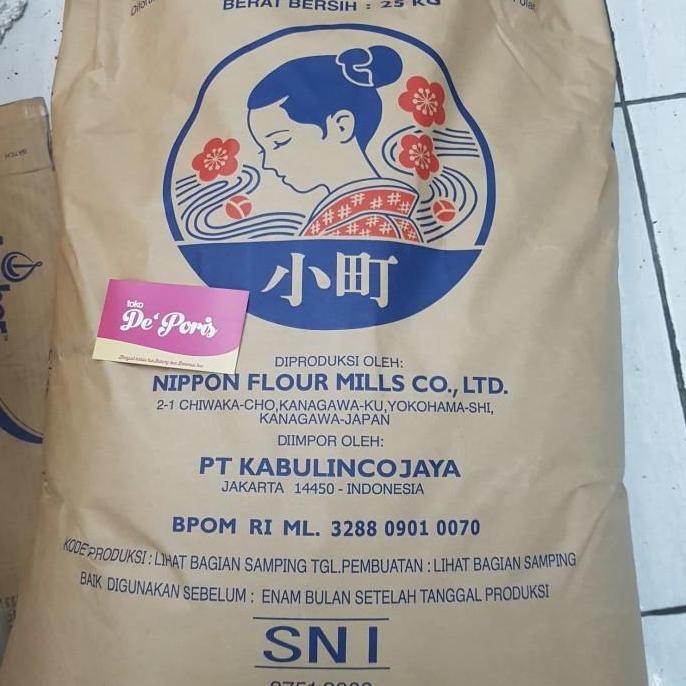 BERAT BERSIH : 25 KG
小町
toko
De' Poris
DIPRODUKSI OLEH:
NIPPON FLOUR MILLS CO., LTD.
2-1 CHIWAKA-CHO,KANAGAWA-KU,YOKOHAMA-SHI,
KANAGAWA-JAPAN
DIIMPOR OLEH:
PT KABULINCO JAYA
JAKARTA 14450 - INDONESIA
BPOM RI ML. 3288 0901 0070
KODE PRODUKSI : LIHAT BAGIAN SAMPING TGL.PEMBUATAN : LIHAT BAGIAN SAMPING
BAIK DIGUNAKAN SEBELUM : ENAM BULAN SETELAH TANGGAL PRODUKSI
SNI